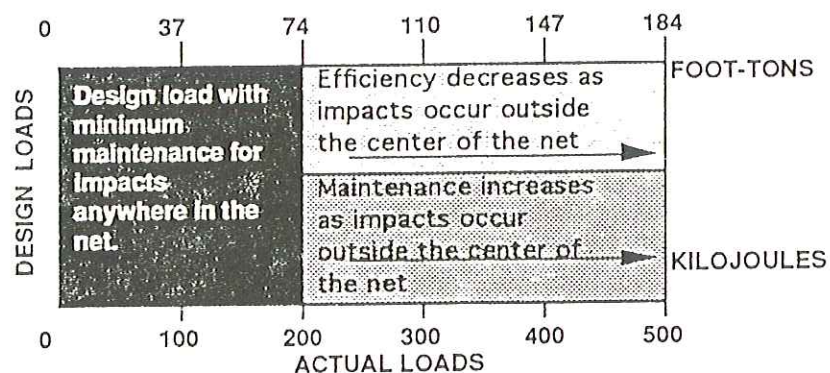 0 37 74 110 147 184
FOOT-TONS
DESIGN LOADS
Design load with
minimum
maintenance for
impacts
anywhere in the
net.
Efficiency decreases as
impacts occur outside
the center of the net
Maintenance increases
as impacts occur
outside the center of
the net
KILOJOULES
0 100 200 300 400 500
ACTUAL LOADS